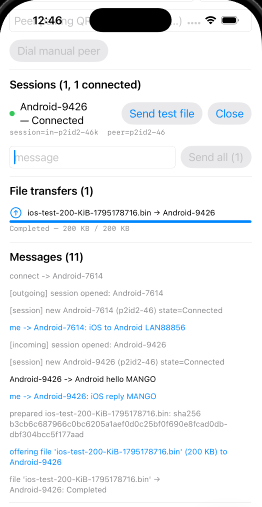 12:46
Dial manual peer
Sessions (1, 1 connected)
Android-9426
— Connected
Send test file
Close
session=in-p2id2-46k peer=p2id2-46
message
Send all (1)
File transfers (1)
ios-test-200-KiB-1795178716.bin → Android-9426
Completed — 200 KB / 200 KB
Messages (11)
connect -> Android-7614
[outgoing] session opened: Android-7614
[session] new Android-7614 (p2id2-46) state=Connected
me -> Android-7614: iOS to Android LAN88856
[incoming] session opened: Android-9426
[session] new Android-9426 (p2id2-46) state=Connected
Android-9426 -> Android hello MANGO
me -> Android-9426: iOS reply MANGO
prepared ios-test-200-KiB-1795178716.bin: sha256
b3cb6c687966c0bc6205a1aef0d0c25bf0f690e8fcad0db-
dbf304bcc5f177aad
offering file 'ios-test-200-KiB-1795178716.bin' (200 KB) to
Android-9426
file 'ios-test-200-KiB-1795178716.bin' →
Android-9426: Completed